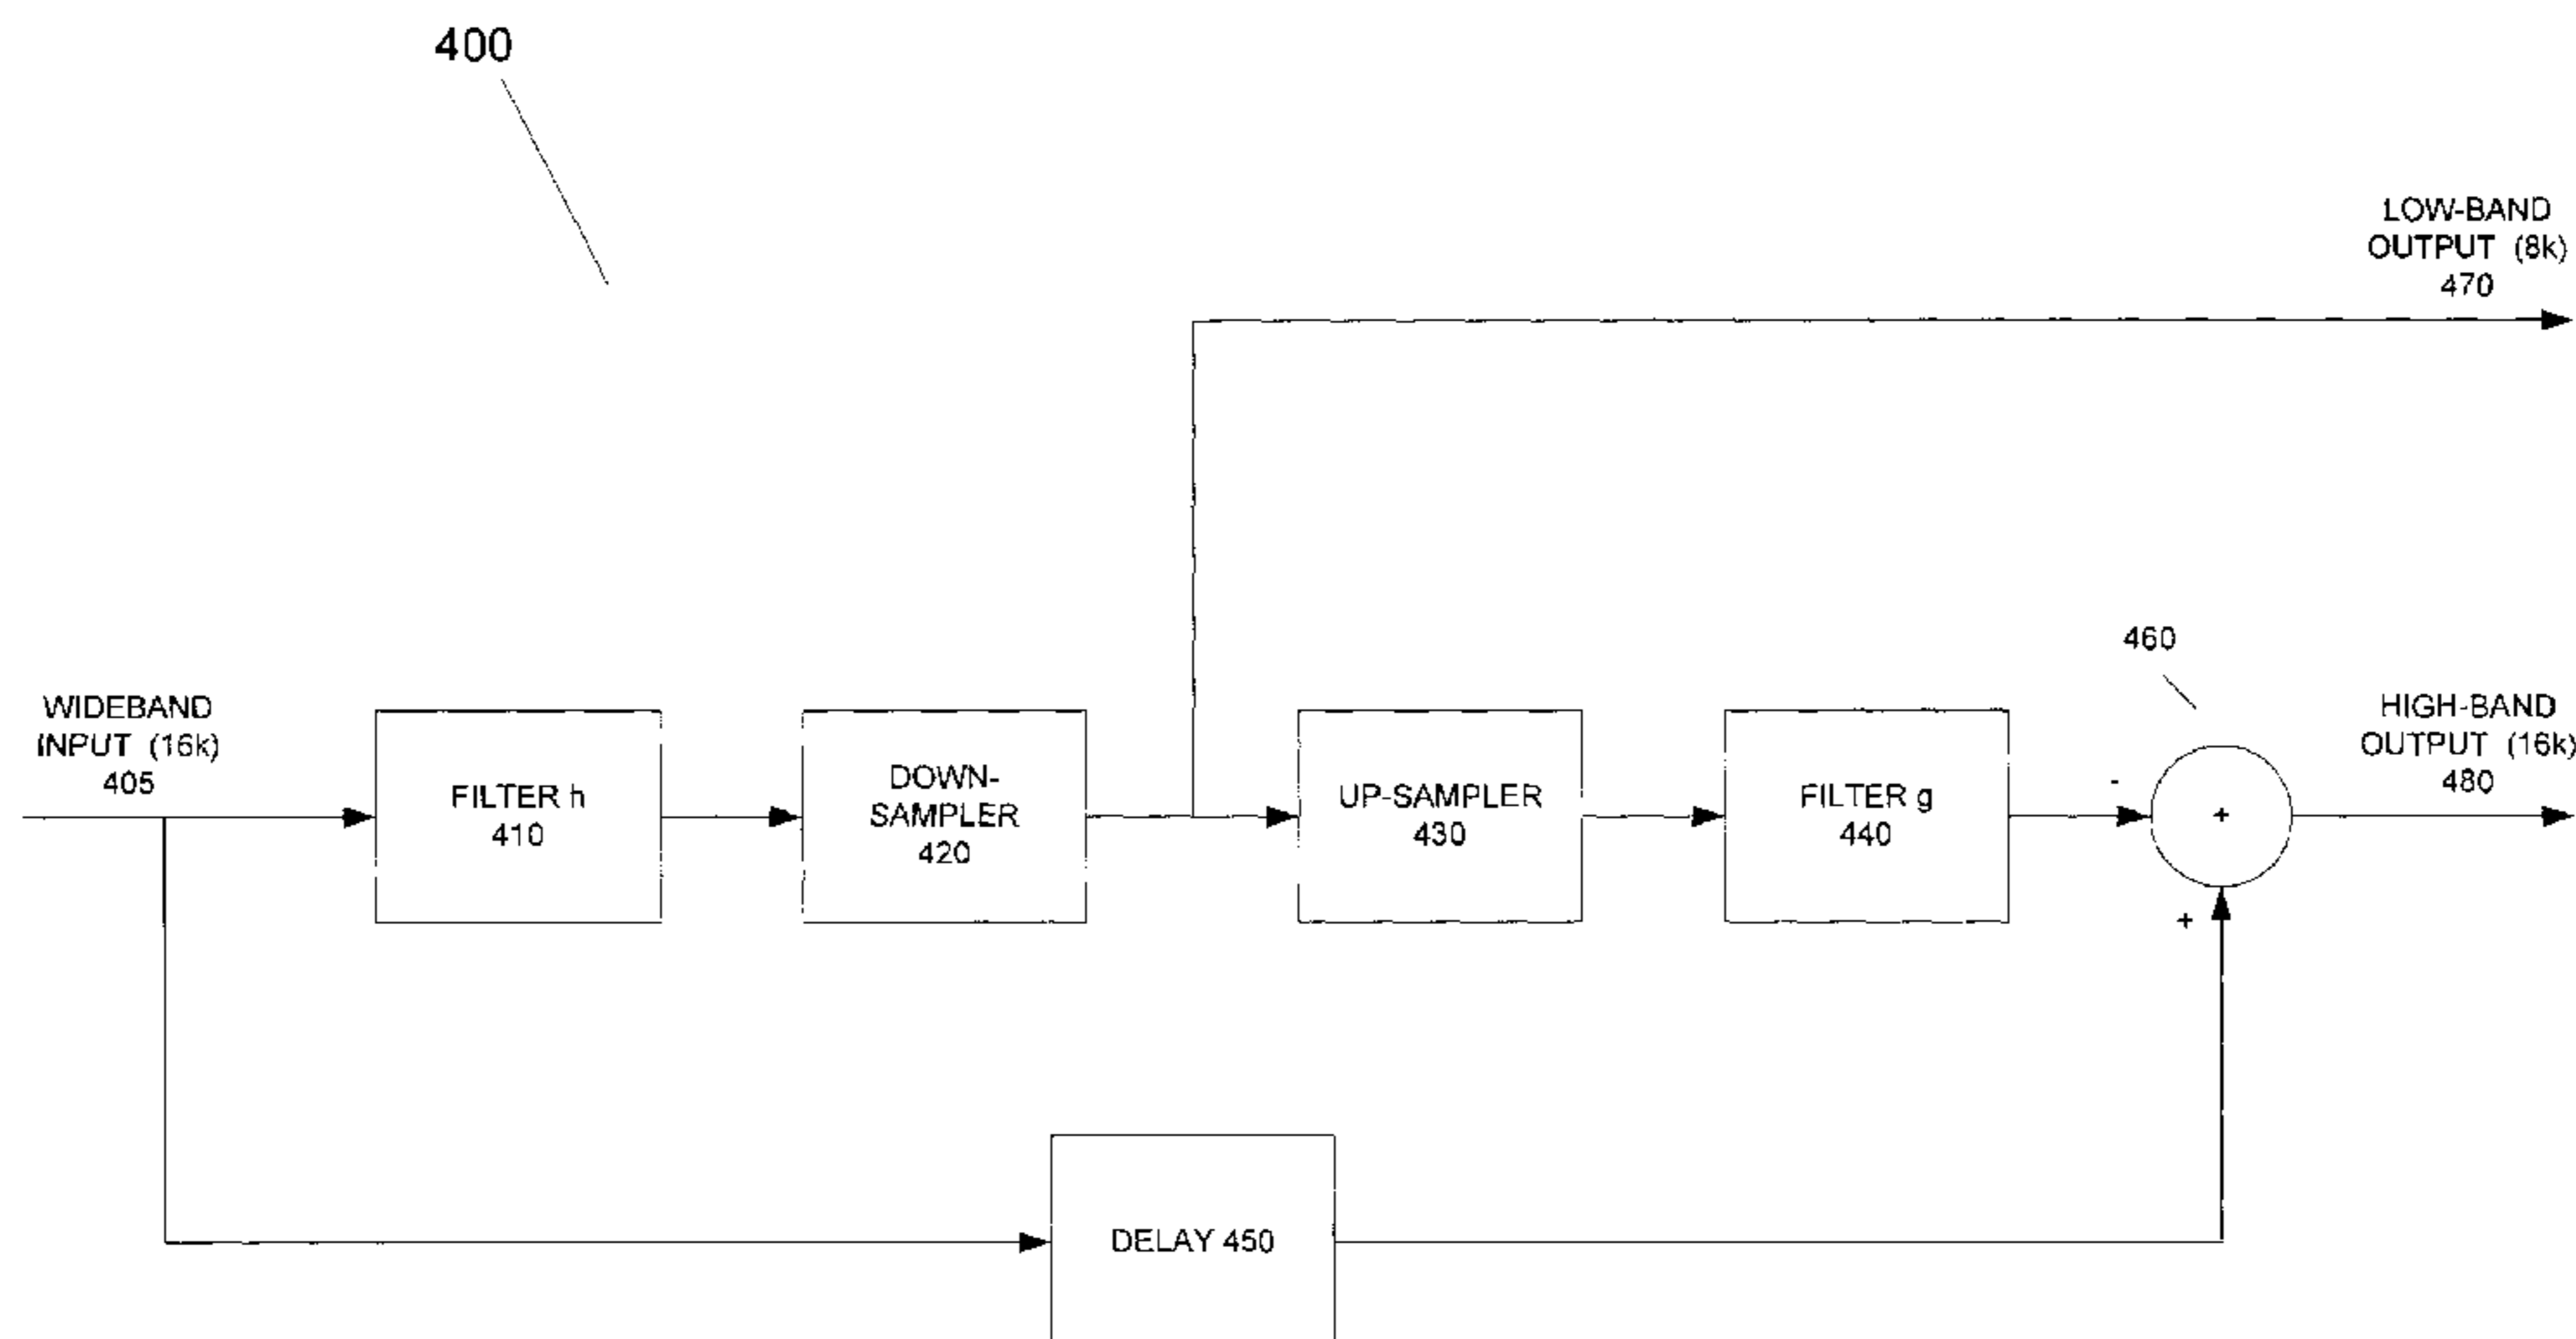 400
LOW-BAND
OUTPUT (8k)
470
460
WIDEBAND
INPUT (16k)
405
FILTER h
410
DOWN-
SAMPLER
420
UP-SAMPLER
430
FILTER g
440
-
+
+
HIGH-BAND
OUTPUT (16k)
480
DELAY 450